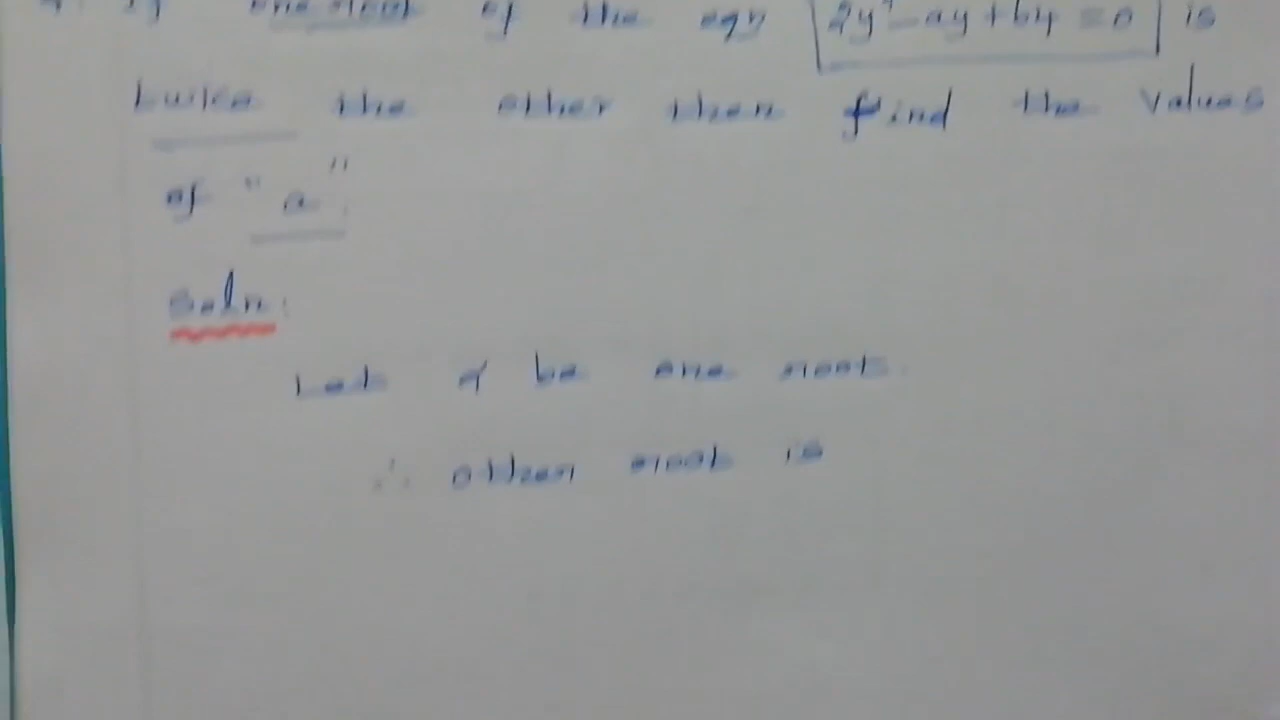 If one root of the eqn 2y² - ay + 64 = 0 is
twice the other then find the values
of "a".
Soln:
Let α be one root.
∴ other root is